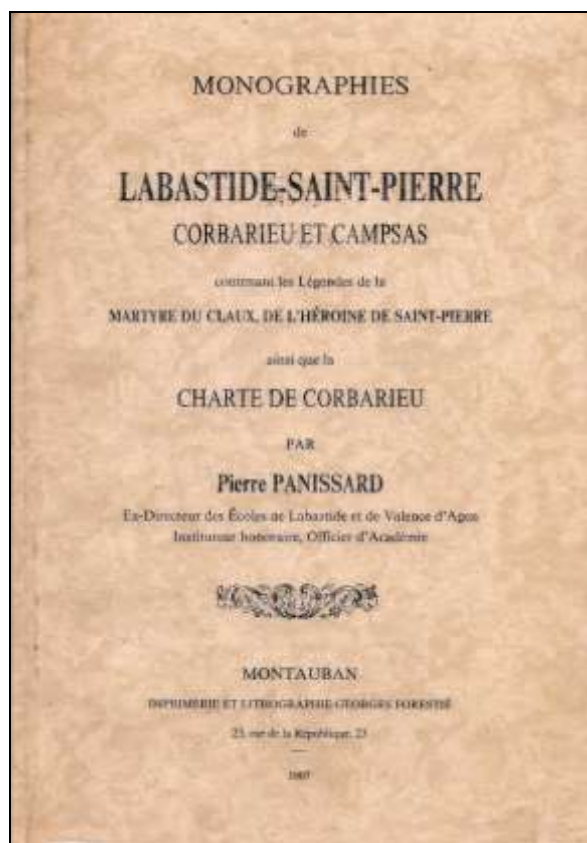 MONOGRAPHIES
de
LABASTIDE-SAINT-PIERRE
CORBARIEU ET CAMPSAS
contenant les Légendes de la
MARTYRE DU CLAUX, DE L'HÉROINE DE SAINT-PIERRE
ainsi que la
CHARTE DE CORBARIEU
PAR
Pierre PANISSARD
Ex-Directeur des Écoles de Labastide et de Valence d'Agen
Instituteur honoraire, Officier d'Académie
MONTAUBAN
IMPRIMERIE ET LITHOGRAPHIE GEORGES FORESTIÉ
23, rue de la République, 23